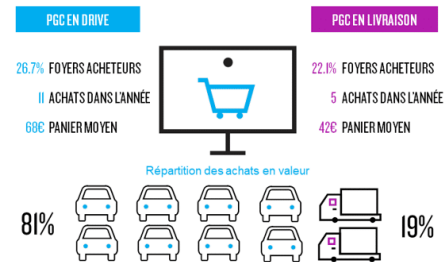 PGC EN DRIVE
PGC EN LIVRAISON
26.7% FOYERS ACHETEURS
11 ACHATS DANS L'ANNÉE
68€ PANIER MOYEN
22.1% FOYERS ACHETEURS
5 ACHATS DANS L'ANNÉE
42€ PANIER MOYEN
Répartition des achats en valeur
81%
19%